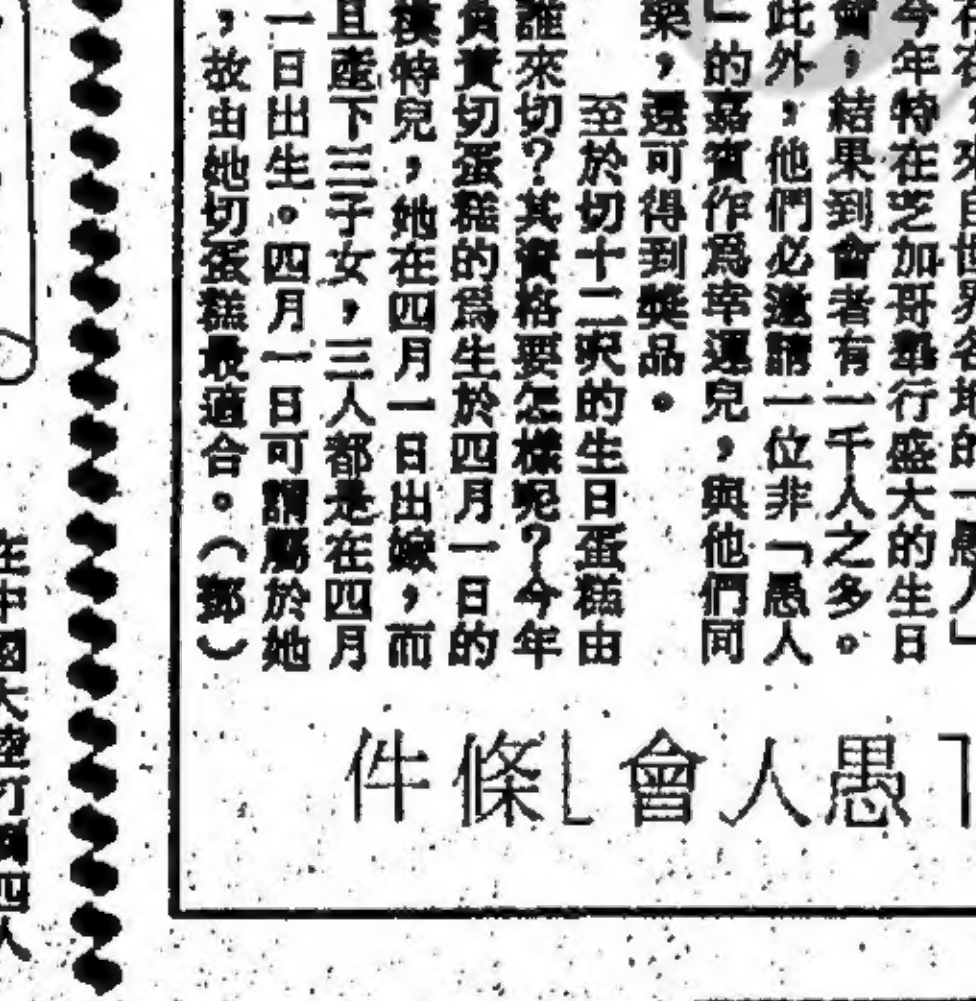 自世界各地的「愚人」
今年特在芝加哥舉行盛大的生日
會，結果到會者有一千人之多。
此外，他們必邀請一位非「愚人
」的嘉賓作爲幸運兒，與他們同
樂，還可得到獎品。
至於切十二呎的生日蛋糕由
誰來切？其資格要怎樣呢？今年
負責切蛋糕的爲生於四月一日的
模特兒，她在四月一日出嫁，而
且產下三子女，三人都是在四月
一日出生。四月一日可謂屬於她
，故由她切蛋糕最適合。（鄧）
「愚人會」條件
在中國大陸行四人